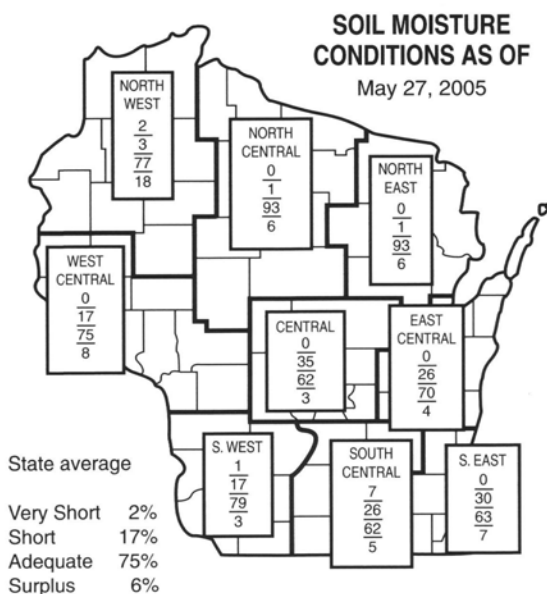 SOIL MOISTURE
CONDITIONS AS OF
May 27, 2005
NORTH
WEST
2
3
77
18
NORTH
CENTRAL
0
1
93
6
NORTH
EAST
0
1
93
6
WEST
CENTRAL
0
17
75
8
CENTRAL
0
35
62
3
EAST
CENTRAL
0
26
70
4
S. WEST
1
17
79
3
SOUTH
CENTRAL
7
26
62
5
S. EAST
0
30
63
7
State average
Very Short 2%
Short 17%
Adequate 75%
Surplus 6%